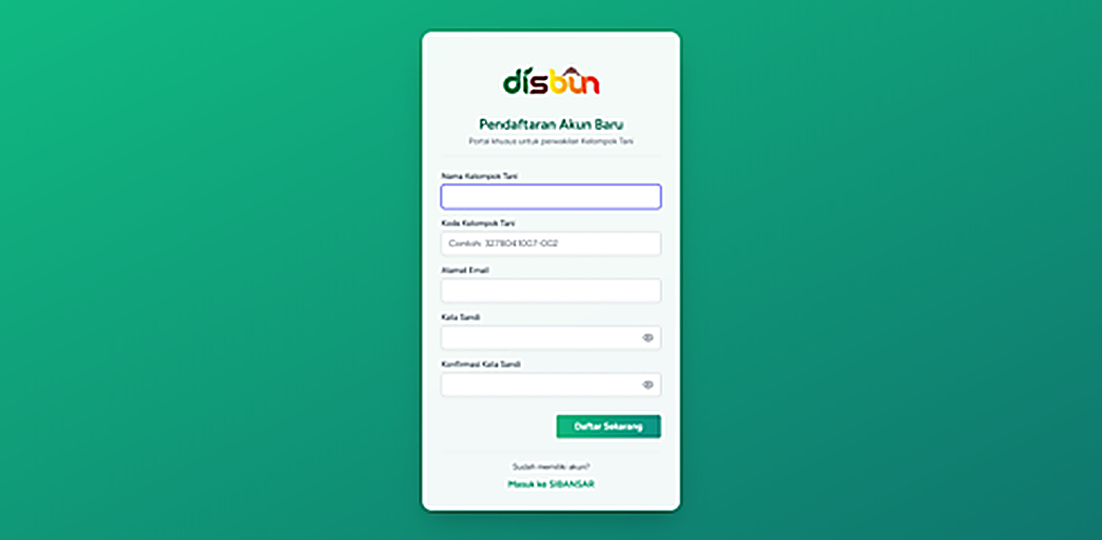 disbun
Pendaftaran Akun Baru
Portal khusus untuk perwakilan Kelompok Tani
Nama Kelompok Tani
Kode Kelompok Tani
Contoh: 3278041007-002
Alamat Email
Kata Sandi
Konfirmasi Kata Sandi
Daftar Sekarang
Sudah memiliki akun?
Masuk ke SIBANSAR